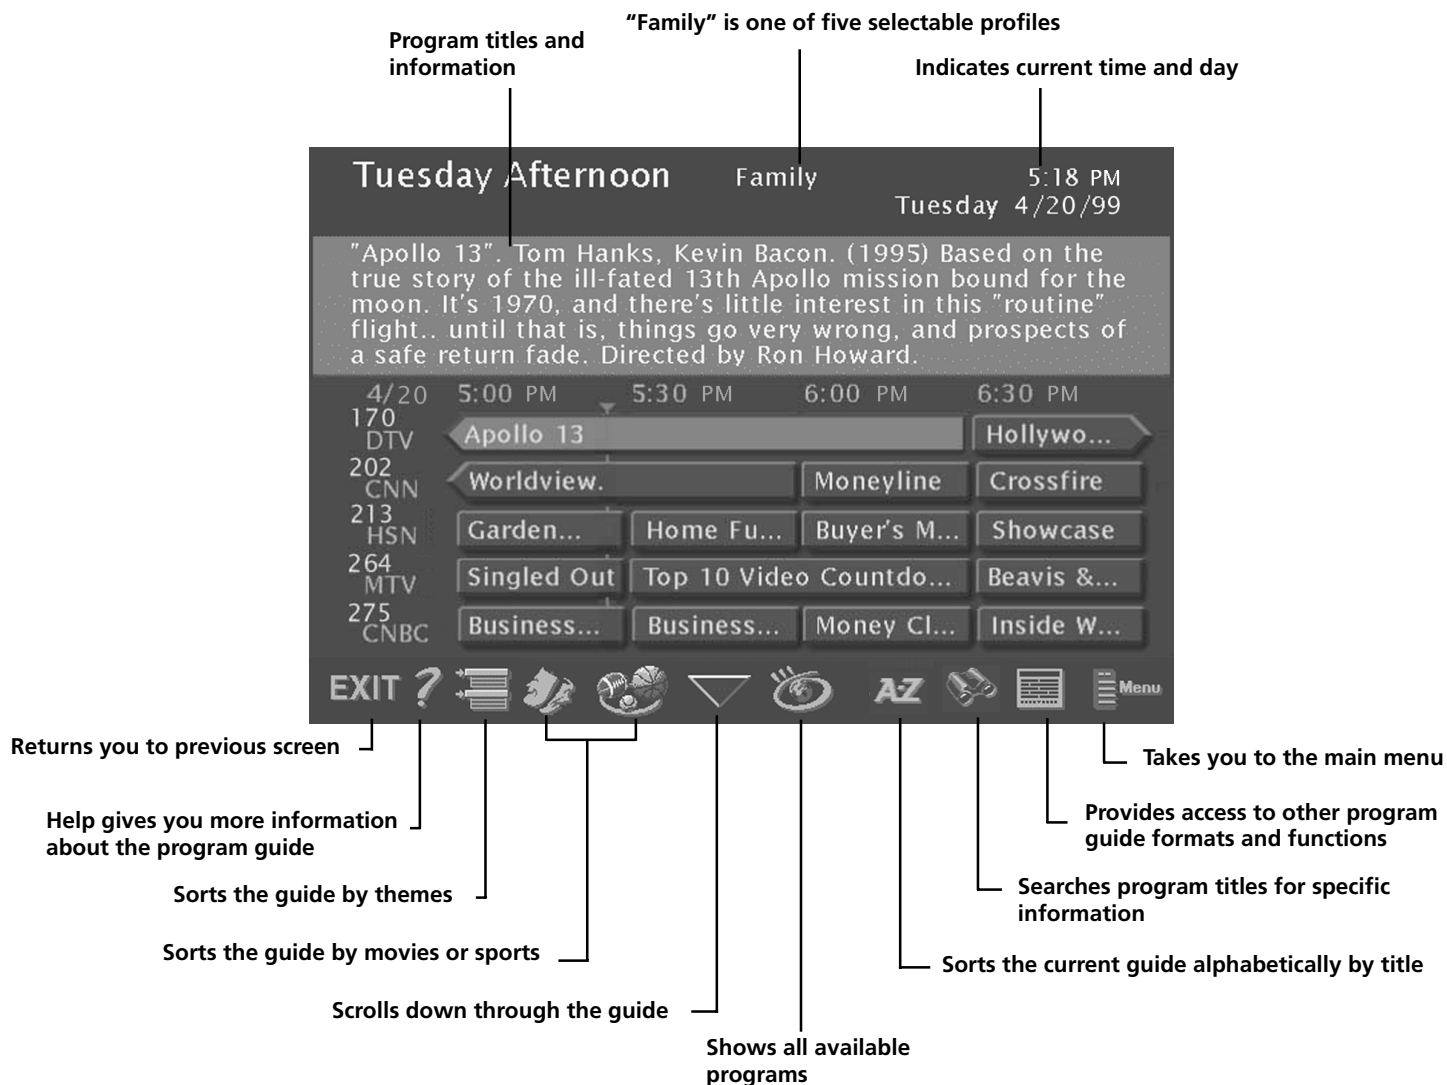 “Family” is one of five selectable profiles
Program titles and
information
Indicates current time and day
Tuesday Afternoon
Family
5:18 PM
Tuesday 4/20/99
"Apollo 13". Tom Hanks, Kevin Bacon. (1995) Based on the
true story of the ill-fated 13th Apollo mission bound for the
moon. It's 1970, and there's little interest in this "routine"
flight.. until that is, things go very wrong, and prospects of
a safe return fade. Directed by Ron Howard.
4/20 5:00 PM 5:30 PM 6:00 PM 6:30 PM
170
DTV
Apollo 13 Hollywo...
202
CNN
Worldview. Moneyline Crossfire
213
HSN
Garden... Home Fu... Buyer's M... Showcase
264
MTV
Singled Out Top 10 Video Countdo... Beavis &...
275
CNBC
Business... Business... Money Cl... Inside W...
EXIT ? A-Z Menu
Returns you to previous screen
Takes you to the main menu
Help gives you more information
about the program guide
Provides access to other program
guide formats and functions
Sorts the guide by themes
Searches program titles for specific
information
Sorts the guide by movies or sports
Sorts the current guide alphabetically by title
Scrolls down through the guide
Shows all available
programs